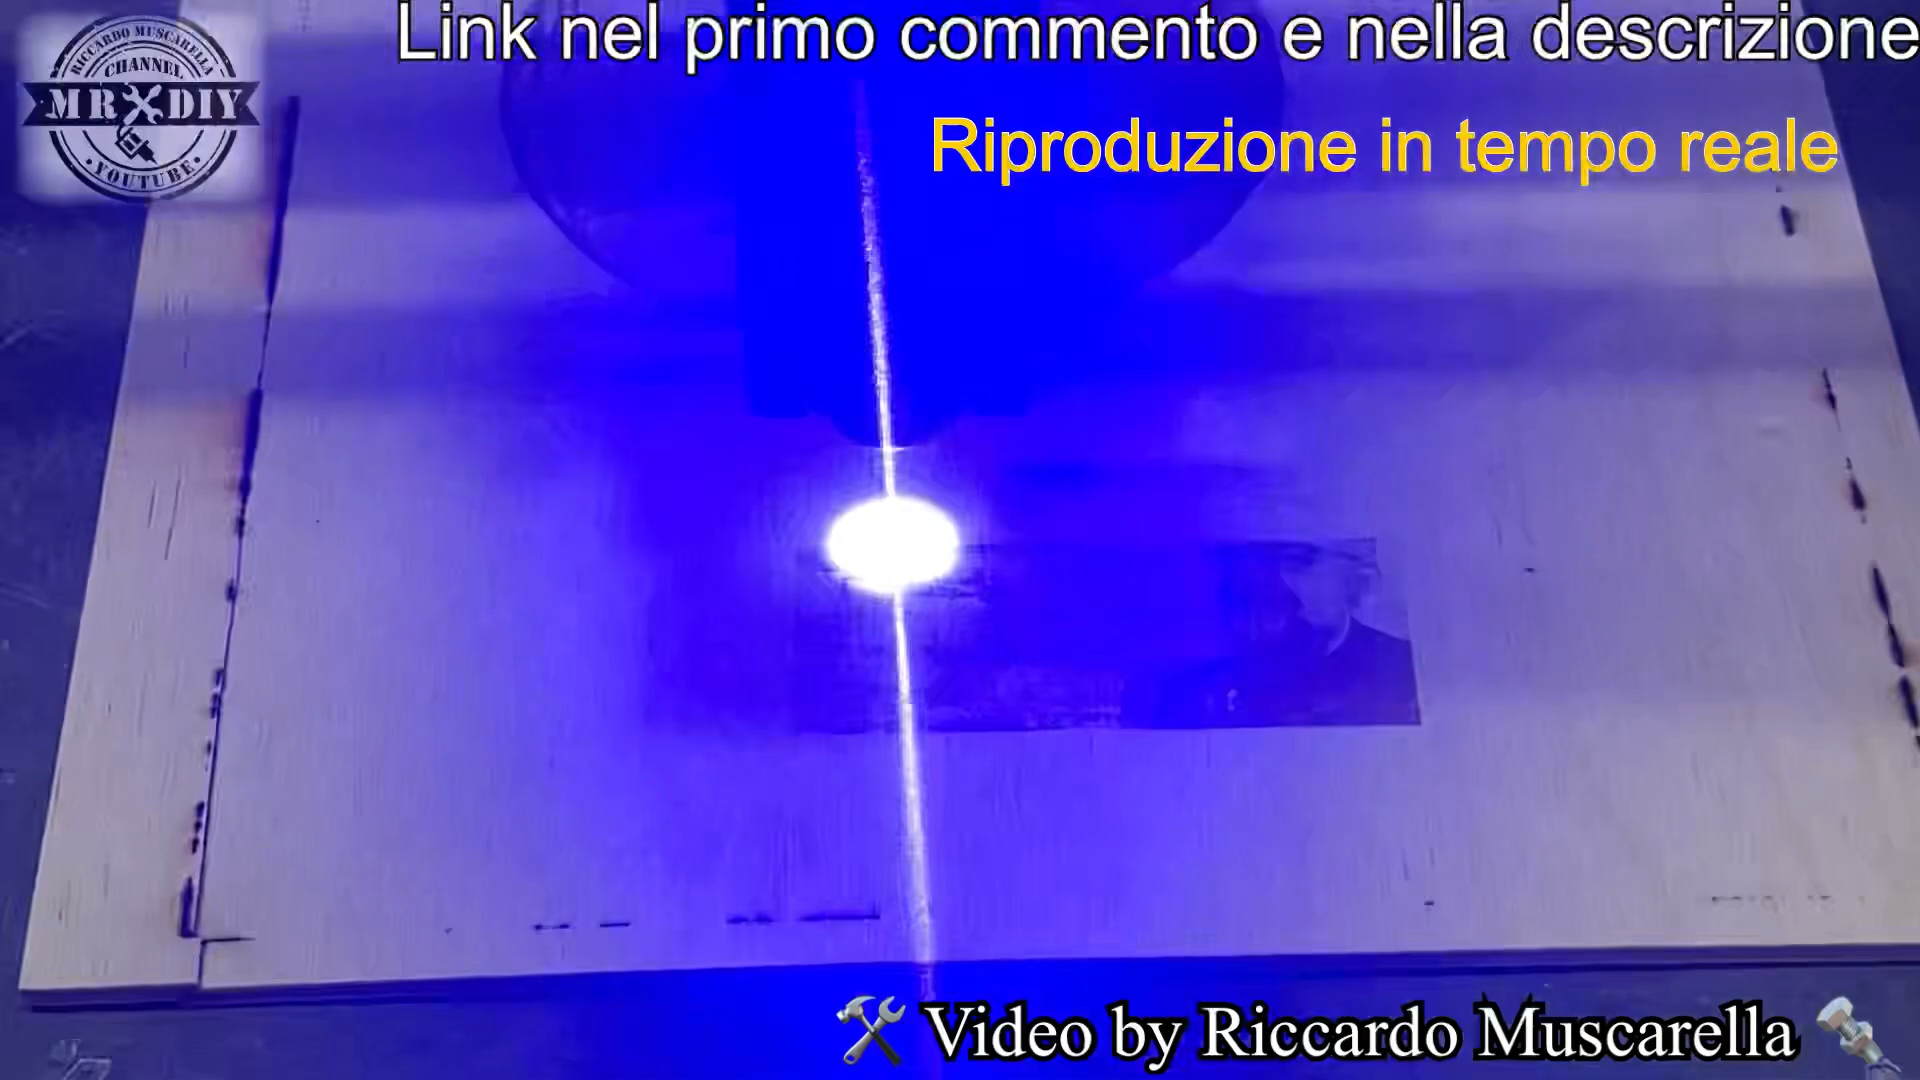 Link nel primo commento e nella descrizione
RICCARDO MUSCARELLA
CHANNEL
MR DIY
YOUTUBE
Riproduzione in tempo reale
Video by Riccardo Muscarella